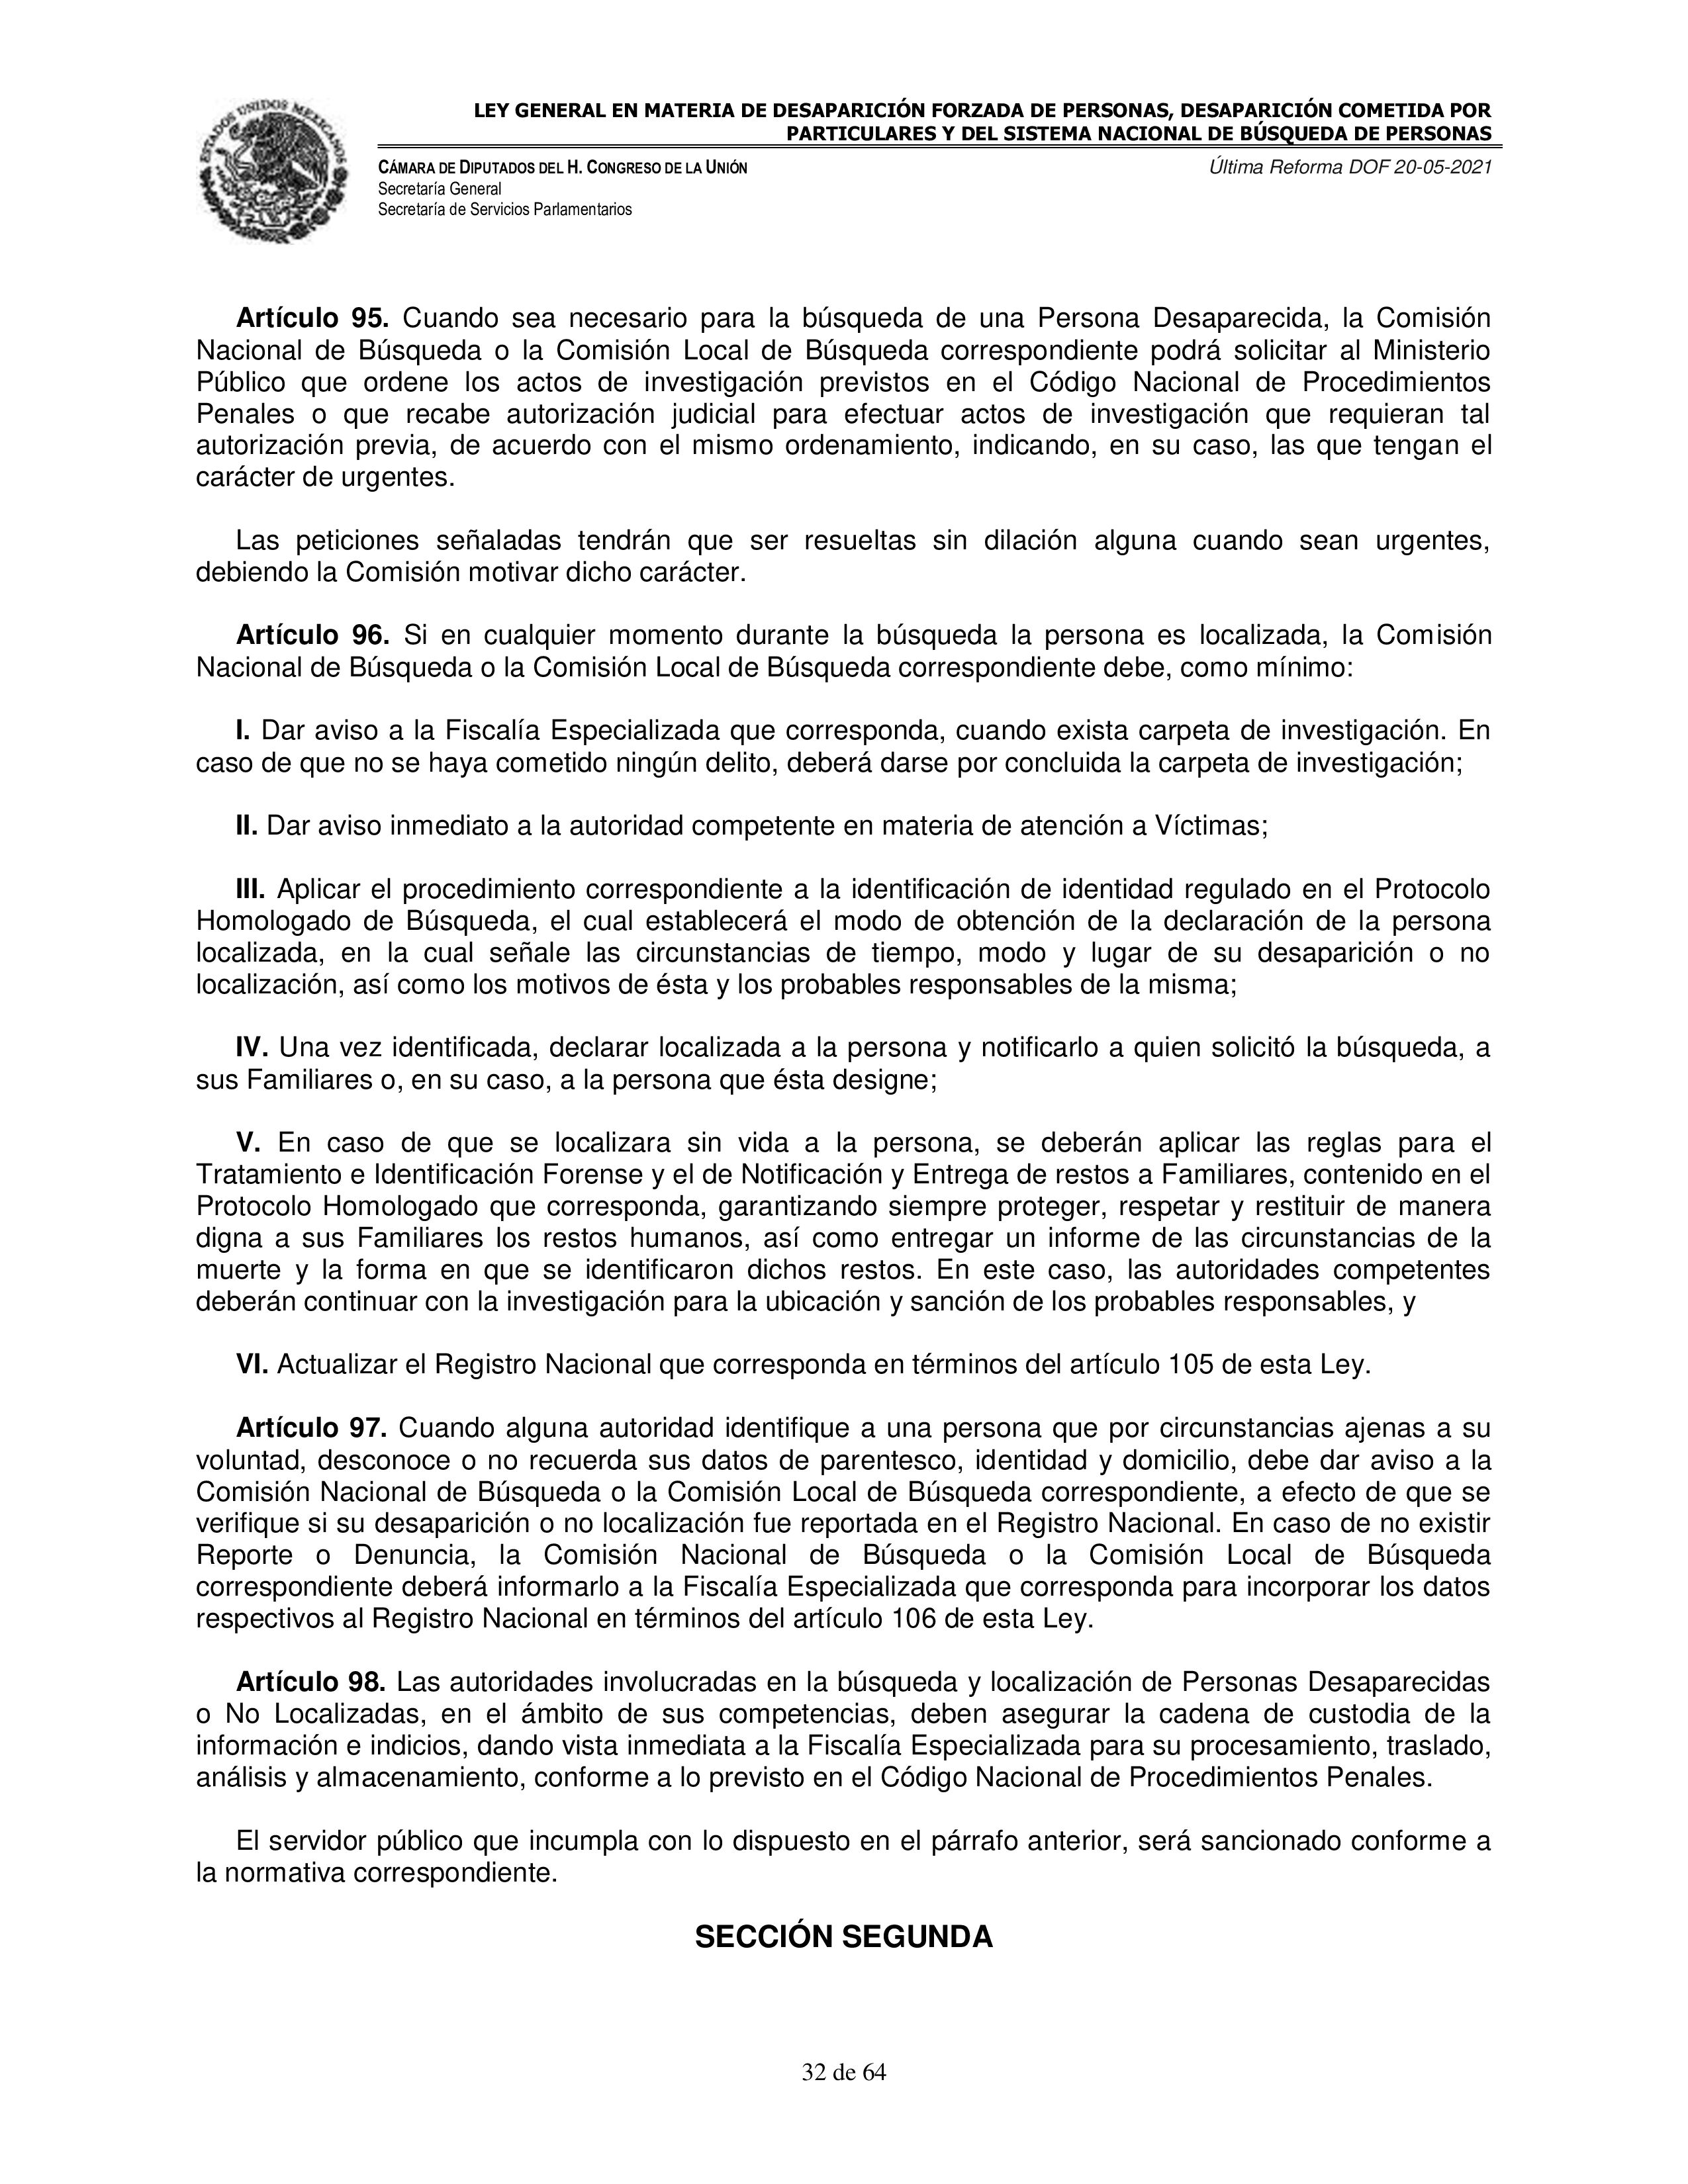 ESTADOS UNIDOS MEXICANOS
LEY GENERAL EN MATERIA DE DESAPARICIÓN FORZADA DE PERSONAS, DESAPARICIÓN COMETIDA POR
PARTICULARES Y DEL SISTEMA NACIONAL DE BÚSQUEDA DE PERSONAS
CÁMARA DE DIPUTADOS DEL H. CONGRESO DE LA UNIÓN
Secretaría General
Secretaría de Servicios Parlamentarios
Última Reforma DOF 20-05-2021
Artículo 95. Cuando sea necesario para la búsqueda de una Persona Desaparecida, la Comisión
Nacional de Búsqueda o la Comisión Local de Búsqueda correspondiente podrá solicitar al Ministerio
Público que ordene los actos de investigación previstos en el Código Nacional de Procedimientos
Penales o que recabe autorización judicial para efectuar actos de investigación que requieran tal
autorización previa, de acuerdo con el mismo ordenamiento, indicando, en su caso, las que tengan el
carácter de urgentes.
Las peticiones señaladas tendrán que ser resueltas sin dilación alguna cuando sean urgentes,
debiendo la Comisión motivar dicho carácter.
Artículo 96. Si en cualquier momento durante la búsqueda la persona es localizada, la Comisión
Nacional de Búsqueda o la Comisión Local de Búsqueda correspondiente debe, como mínimo:
I. Dar aviso a la Fiscalía Especializada que corresponda, cuando exista carpeta de investigación. En
caso de que no se haya cometido ningún delito, deberá darse por concluida la carpeta de investigación;
II. Dar aviso inmediato a la autoridad competente en materia de atención a Víctimas;
III. Aplicar el procedimiento correspondiente a la identificación de identidad regulado en el Protocolo
Homologado de Búsqueda, el cual establecerá el modo de obtención de la declaración de la persona
localizada, en la cual señale las circunstancias de tiempo, modo y lugar de su desaparición o no
localización, así como los motivos de ésta y los probables responsables de la misma;
IV. Una vez identificada, declarar localizada a la persona y notificarlo a quien solicitó la búsqueda, a
sus Familiares o, en su caso, a la persona que ésta designe;
V. En caso de que se localizara sin vida a la persona, se deberán aplicar las reglas para el
Tratamiento e Identificación Forense y el de Notificación y Entrega de restos a Familiares, contenido en el
Protocolo Homologado que corresponda, garantizando siempre proteger, respetar y restituir de manera
digna a sus Familiares los restos humanos, así como entregar un informe de las circunstancias de la
muerte y la forma en que se identificaron dichos restos. En este caso, las autoridades competentes
deberán continuar con la investigación para la ubicación y sanción de los probables responsables, y
VI. Actualizar el Registro Nacional que corresponda en términos del artículo 105 de esta Ley.
Artículo 97. Cuando alguna autoridad identifique a una persona que por circunstancias ajenas a su
voluntad, desconoce o no recuerda sus datos de parentesco, identidad y domicilio, debe dar aviso a la
Comisión Nacional de Búsqueda o la Comisión Local de Búsqueda correspondiente, a efecto de que se
verifique si su desaparición o no localización fue reportada en el Registro Nacional. En caso de no existir
Reporte o Denuncia, la Comisión Nacional de Búsqueda o la Comisión Local de Búsqueda
correspondiente deberá informarlo a la Fiscalía Especializada que corresponda para incorporar los datos
respectivos al Registro Nacional en términos del artículo 106 de esta Ley.
Artículo 98. Las autoridades involucradas en la búsqueda y localización de Personas Desaparecidas
o No Localizadas, en el ámbito de sus competencias, deben asegurar la cadena de custodia de la
información e indicios, dando vista inmediata a la Fiscalía Especializada para su procesamiento, traslado,
análisis y almacenamiento, conforme a lo previsto en el Código Nacional de Procedimientos Penales.
El servidor público que incumpla con lo dispuesto en el párrafo anterior, será sancionado conforme a
la normativa correspondiente.
SECCIÓN SEGUNDA
32 de 64